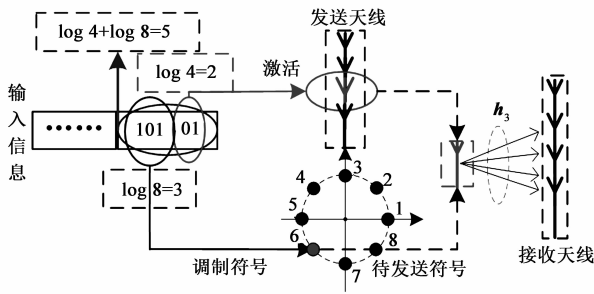 log 4+log 8=5
发送天线
log 4=2
激活
输入信息
••••••
101
01
h₃
log 8=3
3
4
2
5
1
6
8
7
调制符号
待发送符号
接收天线